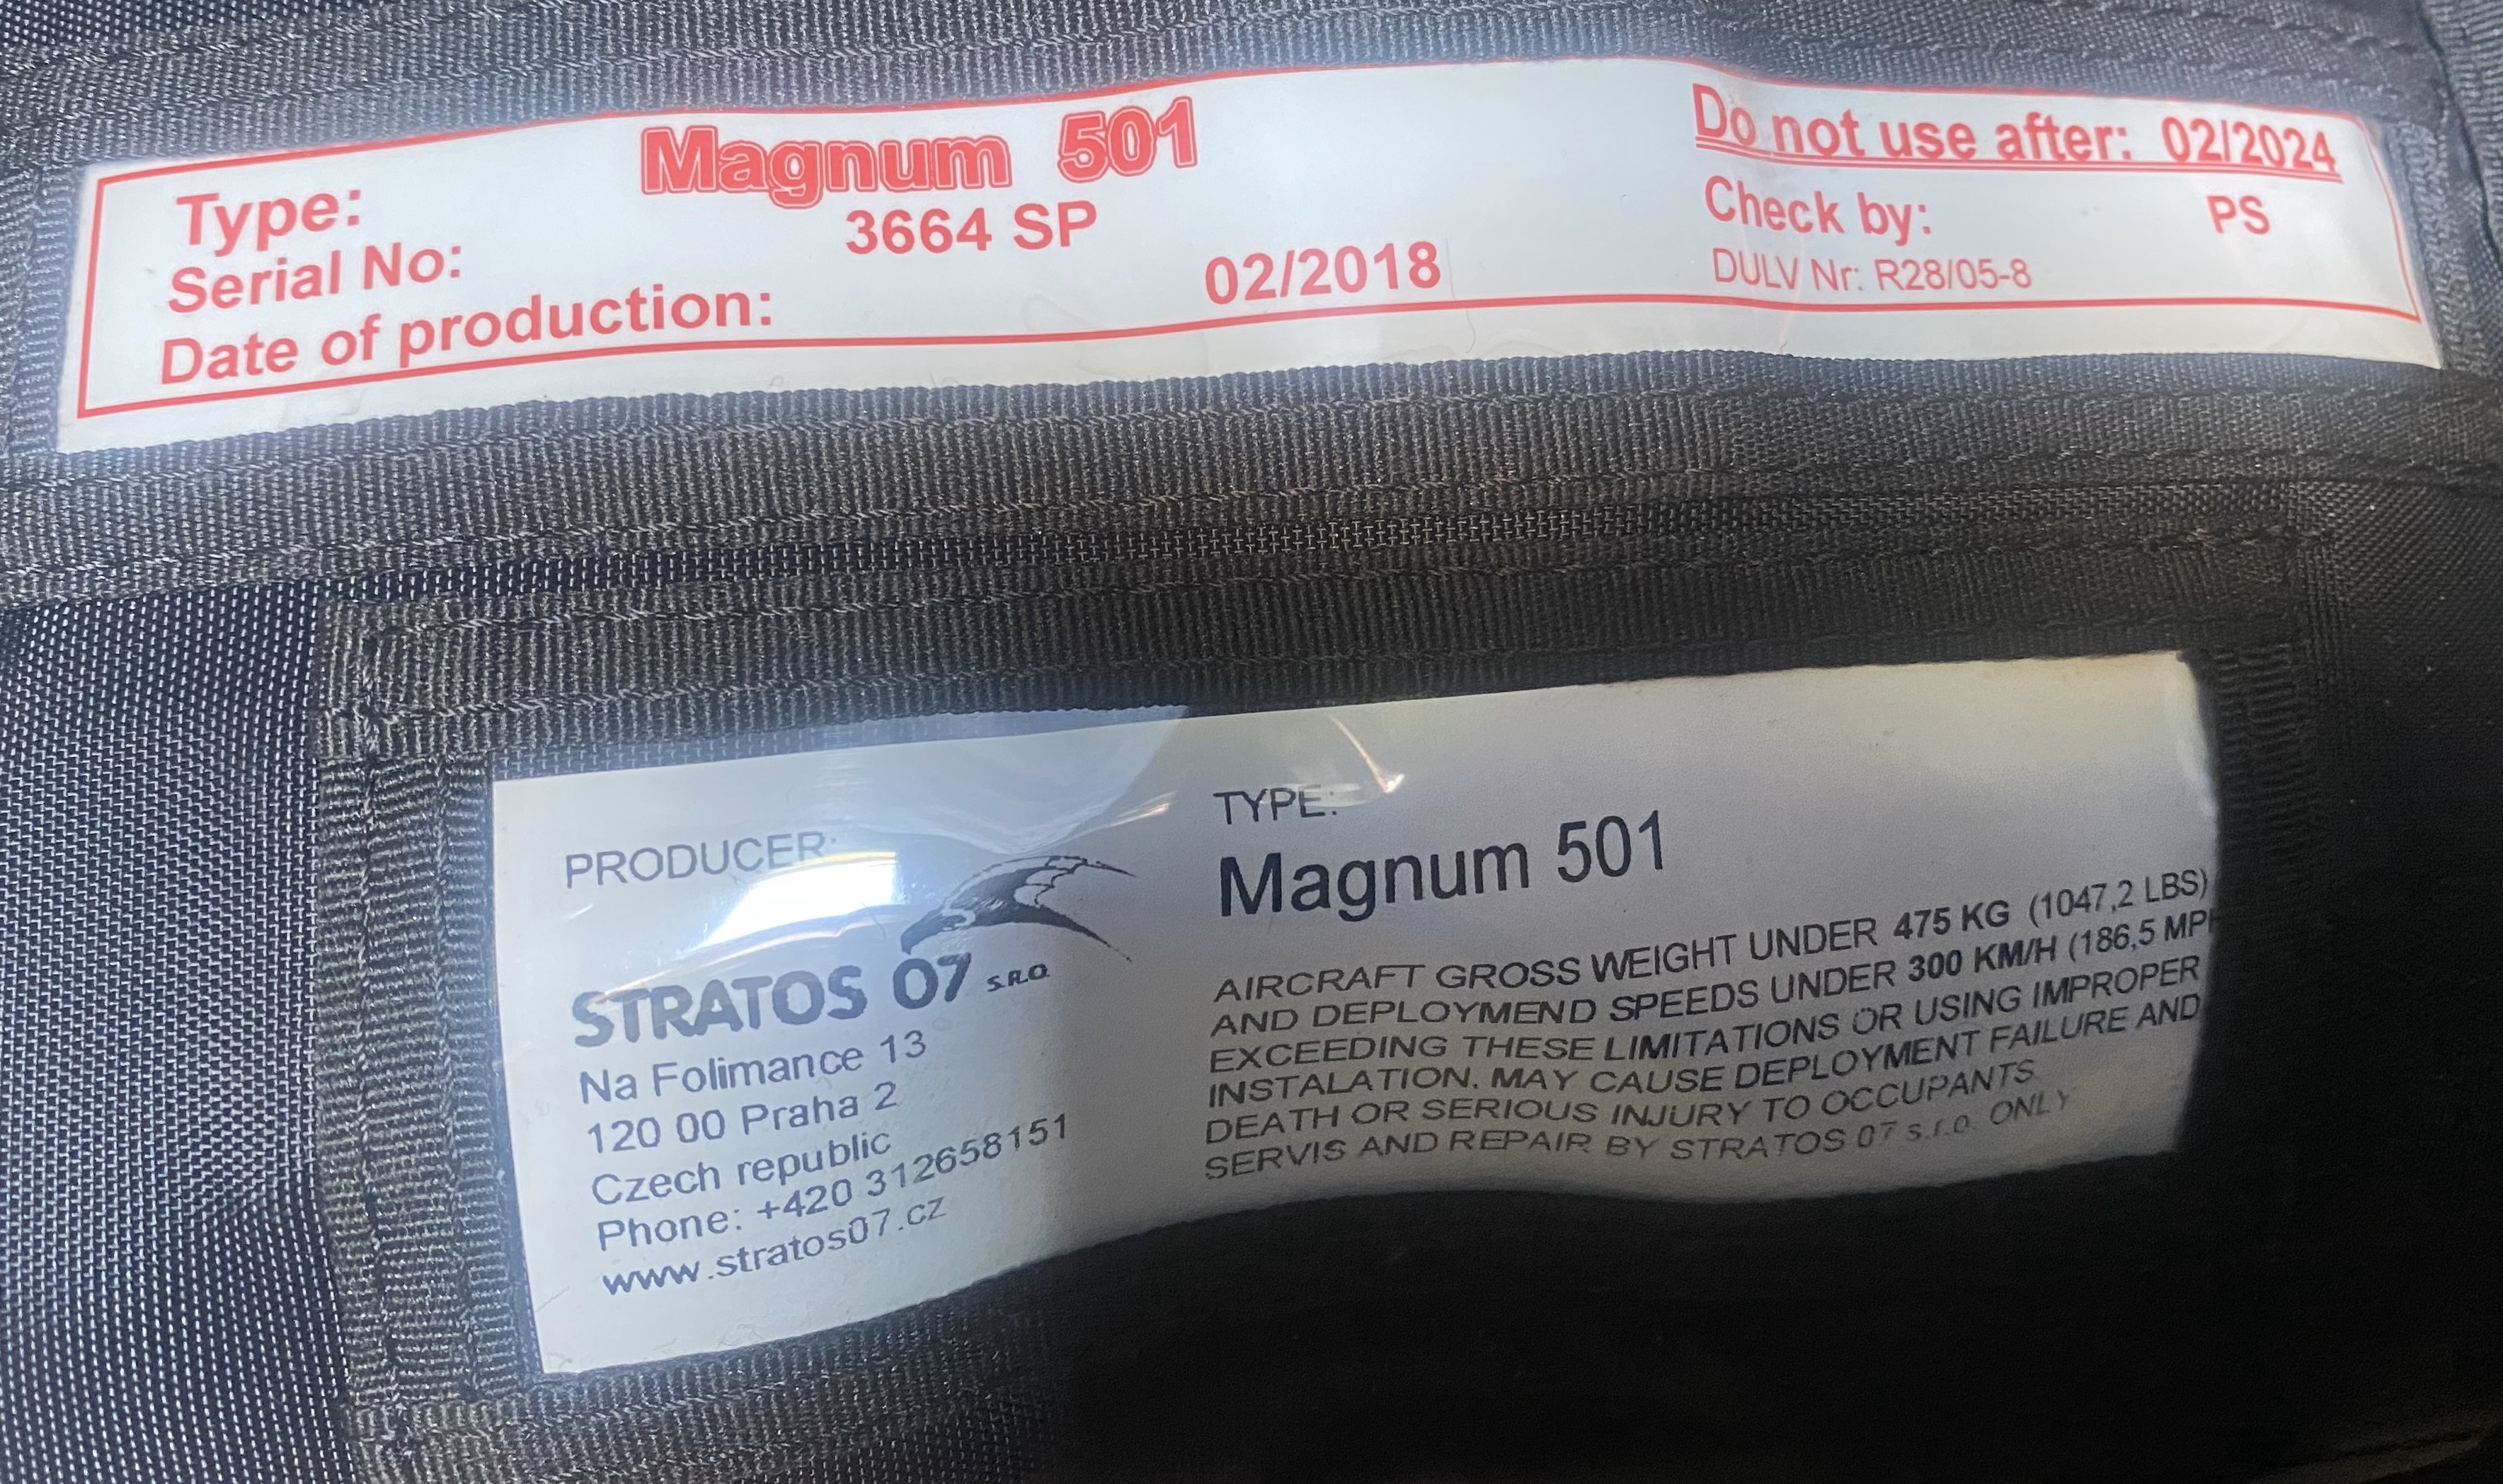 Type: Magnum 501
Serial No: 3664 SP
Date of production: 02/2018
Do not use after: 02/2024
Check by: PS
DULV Nr: R28/05-8
PRODUCER:
STRATOS 07 S.R.O.
Na Folimance 13
120 00 Praha 2
Czech republic
Phone: +420 312658151
www.stratos07.cz
TYPE:
Magnum 501
AIRCRAFT GROSS WEIGHT UNDER 475 KG (1047,2 LBS)
AND DEPLOYMEND SPEEDS UNDER 300 KM/H (186,5 MPH
EXCEEDING THESE LIMITATIONS OR USING IMPROPER
INSTALATION. MAY CAUSE DEPLOYMENT FAILURE AND
DEATH OR SERIOUS INJURY TO OCCUPANTS
SERVIS AND REPAIR BY STRATOS 07 s.r.o. ONLY